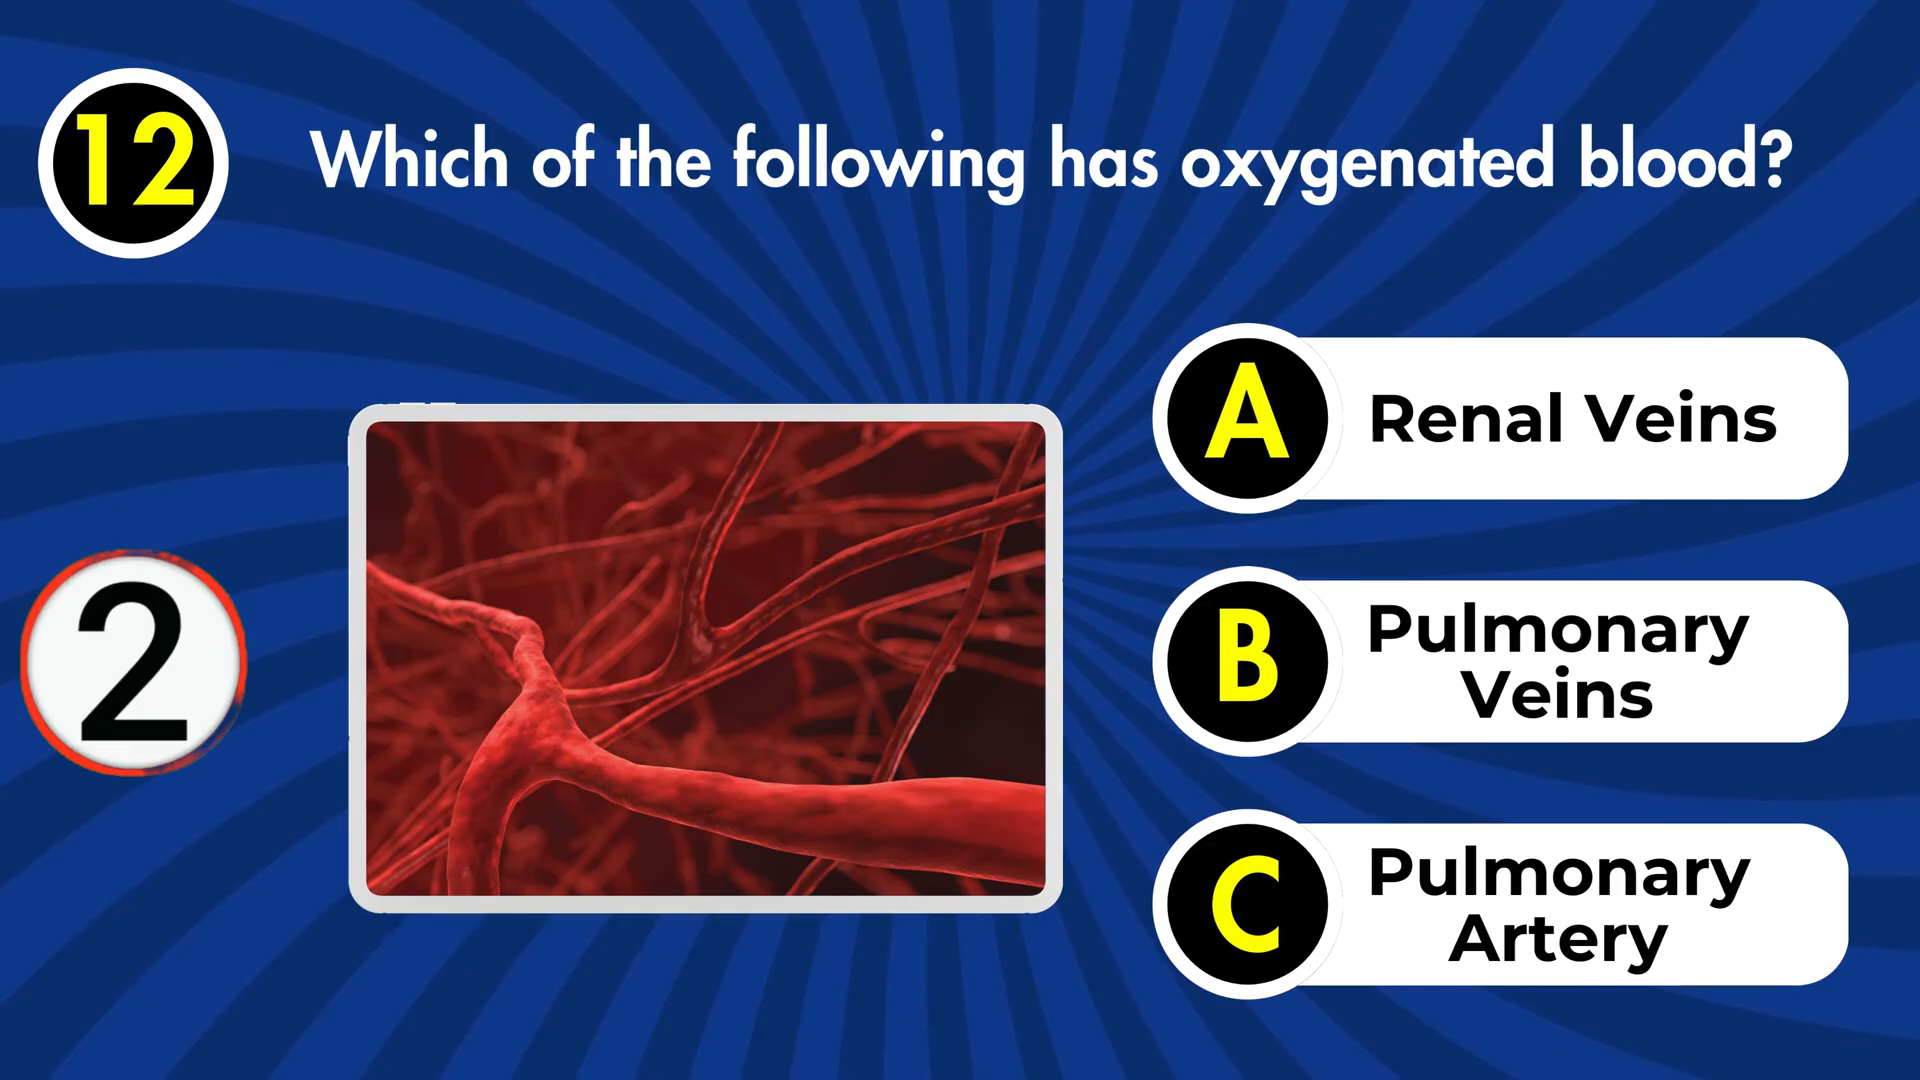 12
Which of the following has oxygenated blood?
2
A
Renal Veins
B
Pulmonary
Veins
C
Pulmonary
Artery